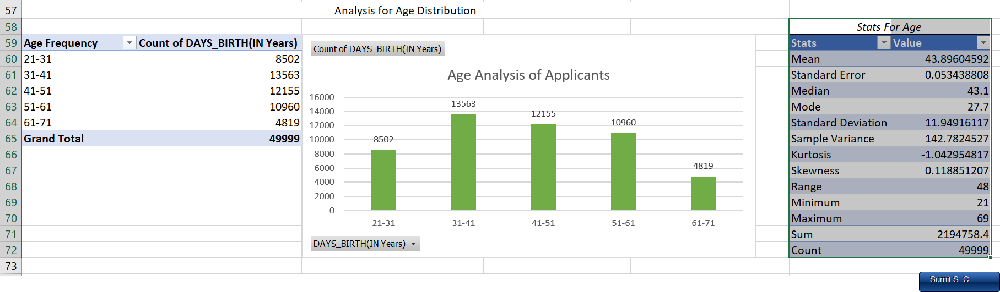 57 Analysis for Age Distribution
58 Stats For Age
59 Age Frequency Count of DAYS_BIRTH(IN Years) Stats Value
60 21-31 8502 Mean 43.89604592
61 31-41 13563 Standard Error 0.053438808
62 41-51 12155 Median 43.1
63 51-61 10960 Mode 27.7
64 61-71 4819 Standard Deviation 11.94916117
65 Grand Total 49999 Sample Variance 142.7824527
66 Kurtosis -1.042954817
67 Skewness 0.118851207
68 Range 48
69 Minimum 21
70 Maximum 69
71 Sum 2194758.4
72 Count 49999
73
Count of DAYS_BIRTH(IN Years)
Age Analysis of Applicants
16000
14000
12000
10000
8000
6000
4000
2000
0
8502 13563 12155 10960 4819
21-31 31-41 41-51 51-61 61-71
DAYS_BIRTH(IN Years)
Sumit S. C